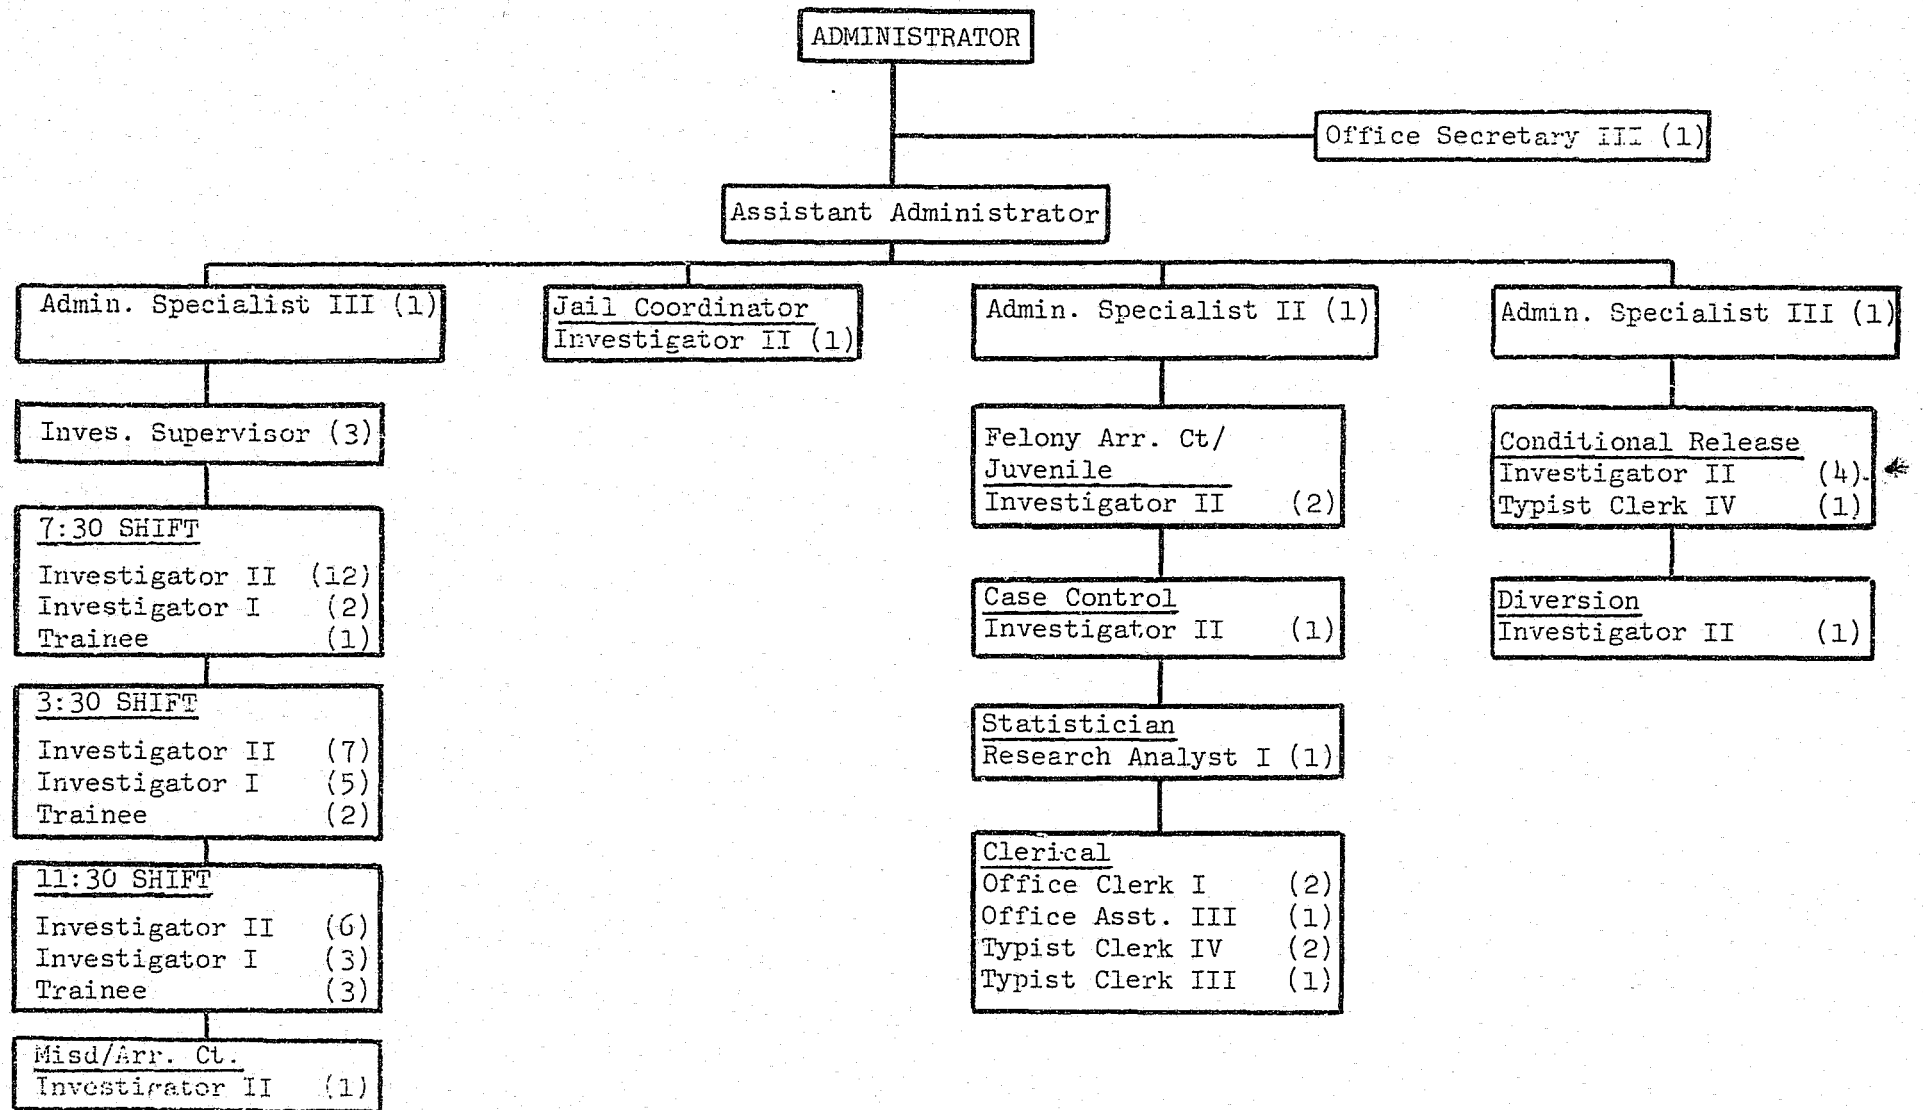 ADMINISTRATOR
Office Secretary III (1)
Assistant Administrator
Admin. Specialist III (1)
Inves. Supervisor (3)
7:30 SHIFT
Investigator II (12)
Investigator I (2)
Trainee (1)
3:30 SHIFT
Investigator II (7)
Investigator I (5)
Trainee (2)
11:30 SHIFT
Investigator II (6)
Investigator I (3)
Trainee (3)
Misd/Arr. Ct.
Investigator II (1)
Jail Coordinator
Investigator II (1)
Admin. Specialist II (1)
Felony Arr. Ct/
Juvenile
Investigator II (2)
Case Control
Investigator II (1)
Statistician
Research Analyst I (1)
Clerical
Office Clerk I (2)
Office Asst. III (1)
Typist Clerk IV (2)
Typist Clerk III (1)
Admin. Specialist III (1)
Conditional Release
Investigator II (4)
Typist Clerk IV (1)
Diversion
Investigator II (1)